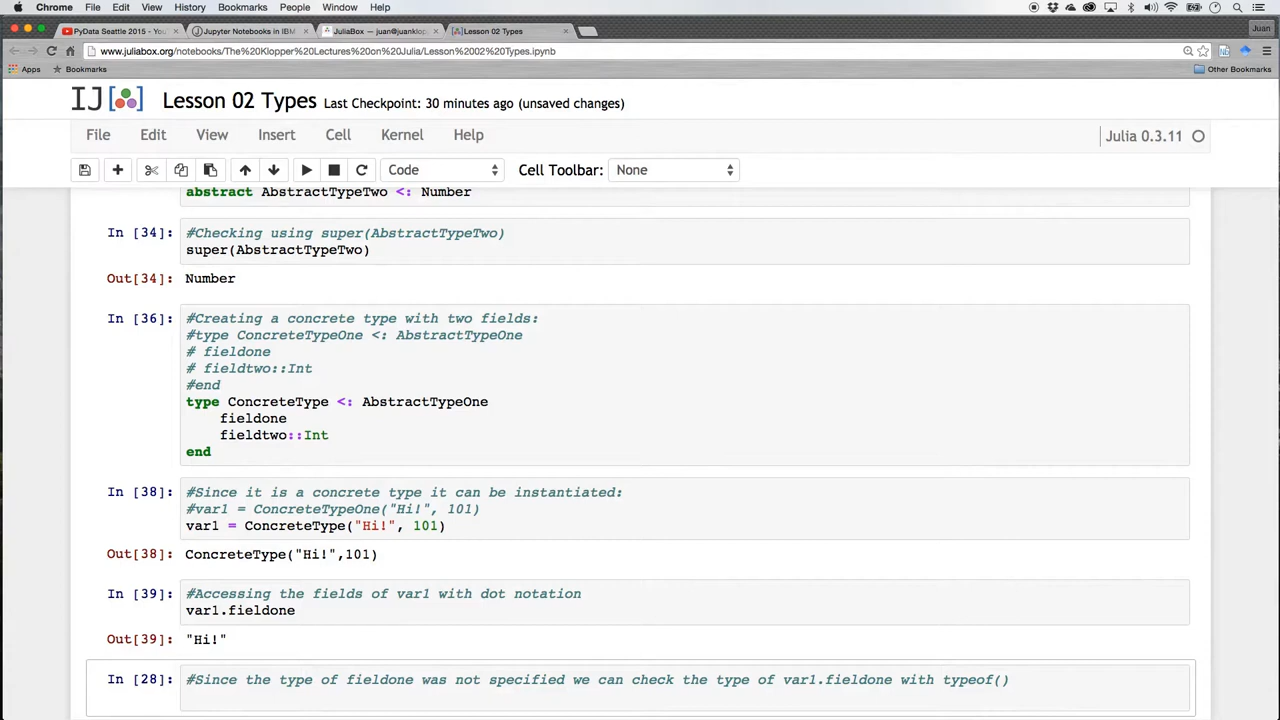 Chrome File Edit View History Bookmarks People Window Help
PyData Seattle 2015 - You
Jupyter Notebooks in IBM
JuliaBox — juan@juankl
Lesson 02 Types
Juan
www.juliabox.org/notebooks/The%20Klopper%20Lectures%20on%20Julia/Lesson%2002%20Types.ipynb
Apps Bookmarks Other Bookmarks
IJ[ ] Lesson 02 Types Last Checkpoint: 30 minutes ago (unsaved changes)
File Edit View Insert Cell Kernel Help Julia 0.3.11
Code Cell Toolbar: None
abstract AbstractTypeTwo <: Number
In [34]: #Checking using super(AbstractTypeTwo)
super(AbstractTypeTwo)
Out[34]: Number
In [36]: #Creating a concrete type with two fields:
#type ConcreteTypeOne <: AbstractTypeOne
# fieldone
# fieldtwo::Int
#end
type ConcreteType <: AbstractTypeOne
fieldone
fieldtwo::Int
end
In [38]: #Since it is a concrete type it can be instantiated:
#var1 = ConcreteTypeOne("Hi!", 101)
var1 = ConcreteType("Hi!", 101)
Out[38]: ConcreteType("Hi!",101)
In [39]: #Accessing the fields of var1 with dot notation
var1.fieldone
Out[39]: "Hi!"
In [28]: #Since the type of fieldone was not specified we can check the type of var1.fieldone with typeof()